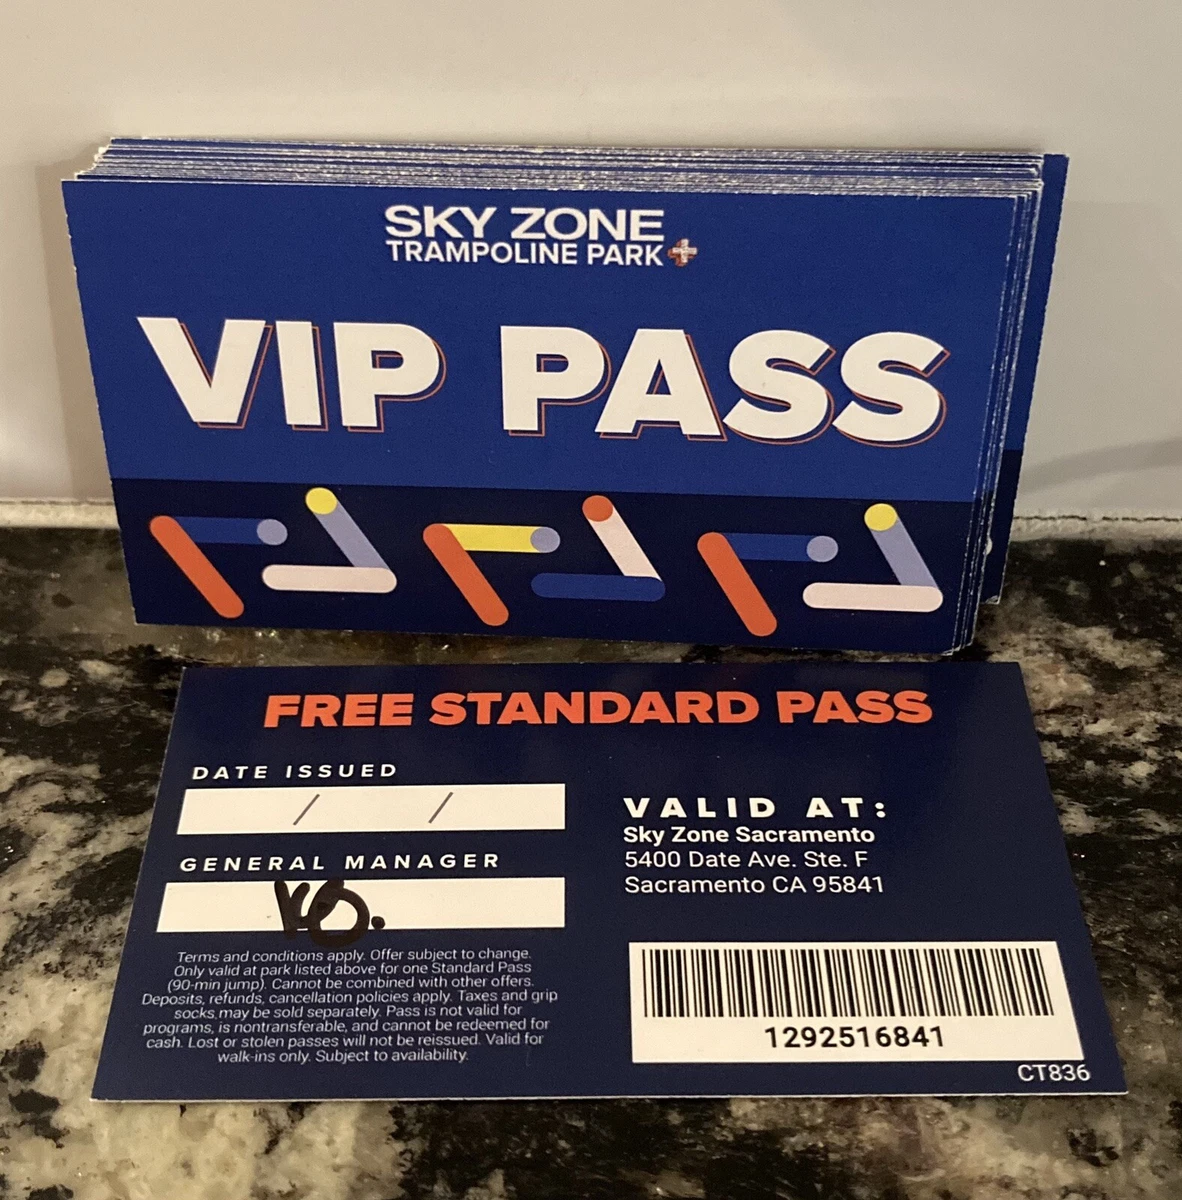 SKY ZONE
TRAMPOLINE PARK
VIP PASS
FREE STANDARD PASS
DATE ISSUED
/ /
GENERAL MANAGER
VALID AT:
Sky Zone Sacramento
5400 Date Ave. Ste. F
Sacramento CA 95841
Terms and conditions apply. Offer subject to change.
Only valid at park listed above for one Standard Pass
(90-min jump). Cannot be combined with other offers.
Deposits, refunds, cancellation policies apply. Taxes and grip
socks may be sold separately. Pass is not valid for
programs, is nontransferable, and cannot be redeemed for
cash. Lost or stolen passes will not be reissued. Valid for
walk-ins only. Subject to availability.
1292516841
CT836